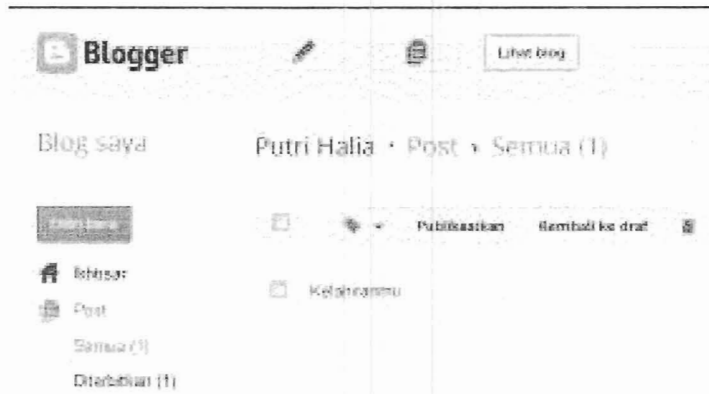 Blogger
Lihat blog
Blog saya
Putri Halia · Post › Semua (1)
Publikasikan Kembali ke draf
Ikhtisar
Kelahiranmu
Post
Semua (1)
Diterbitkan (1)